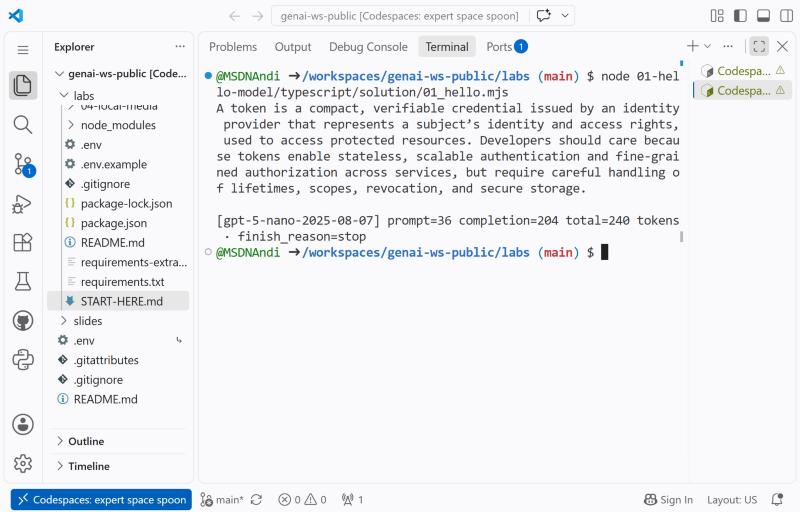 genai-ws-public [Codespaces: expert space spoon]
Explorer
genai-ws-public [Code...
labs
04-local-media
node_modules
.env
.env.example
.gitignore
package-lock.json
package.json
README.md
requirements-extra...
requirements.txt
START-HERE.md
slides
.env
.gitattributes
.gitignore
README.md
Outline
Timeline
Problems Output Debug Console Terminal Ports 1
@MSDNAndi ➜/workspaces/genai-ws-public/labs (main) $ node 01-hel
lo-model/typescript/solution/01_hello.mjs
A token is a compact, verifiable credential issued by an identity
provider that represents a subject’s identity and access rights,
used to access protected resources. Developers should care becau
se tokens enable stateless, scalable authentication and fine-grai
ned authorization across services, but require careful handling o
f lifetimes, scopes, revocation, and secure storage.
[gpt-5-nano-2025-08-07] prompt=36 completion=204 total=240 tokens
· finish_reason=stop
@MSDNAndi ➜/workspaces/genai-ws-public/labs (main) $
Codespa...
Codespa...
1
Codespaces: expert space spoon main* 0 0 1 Sign In Layout: US